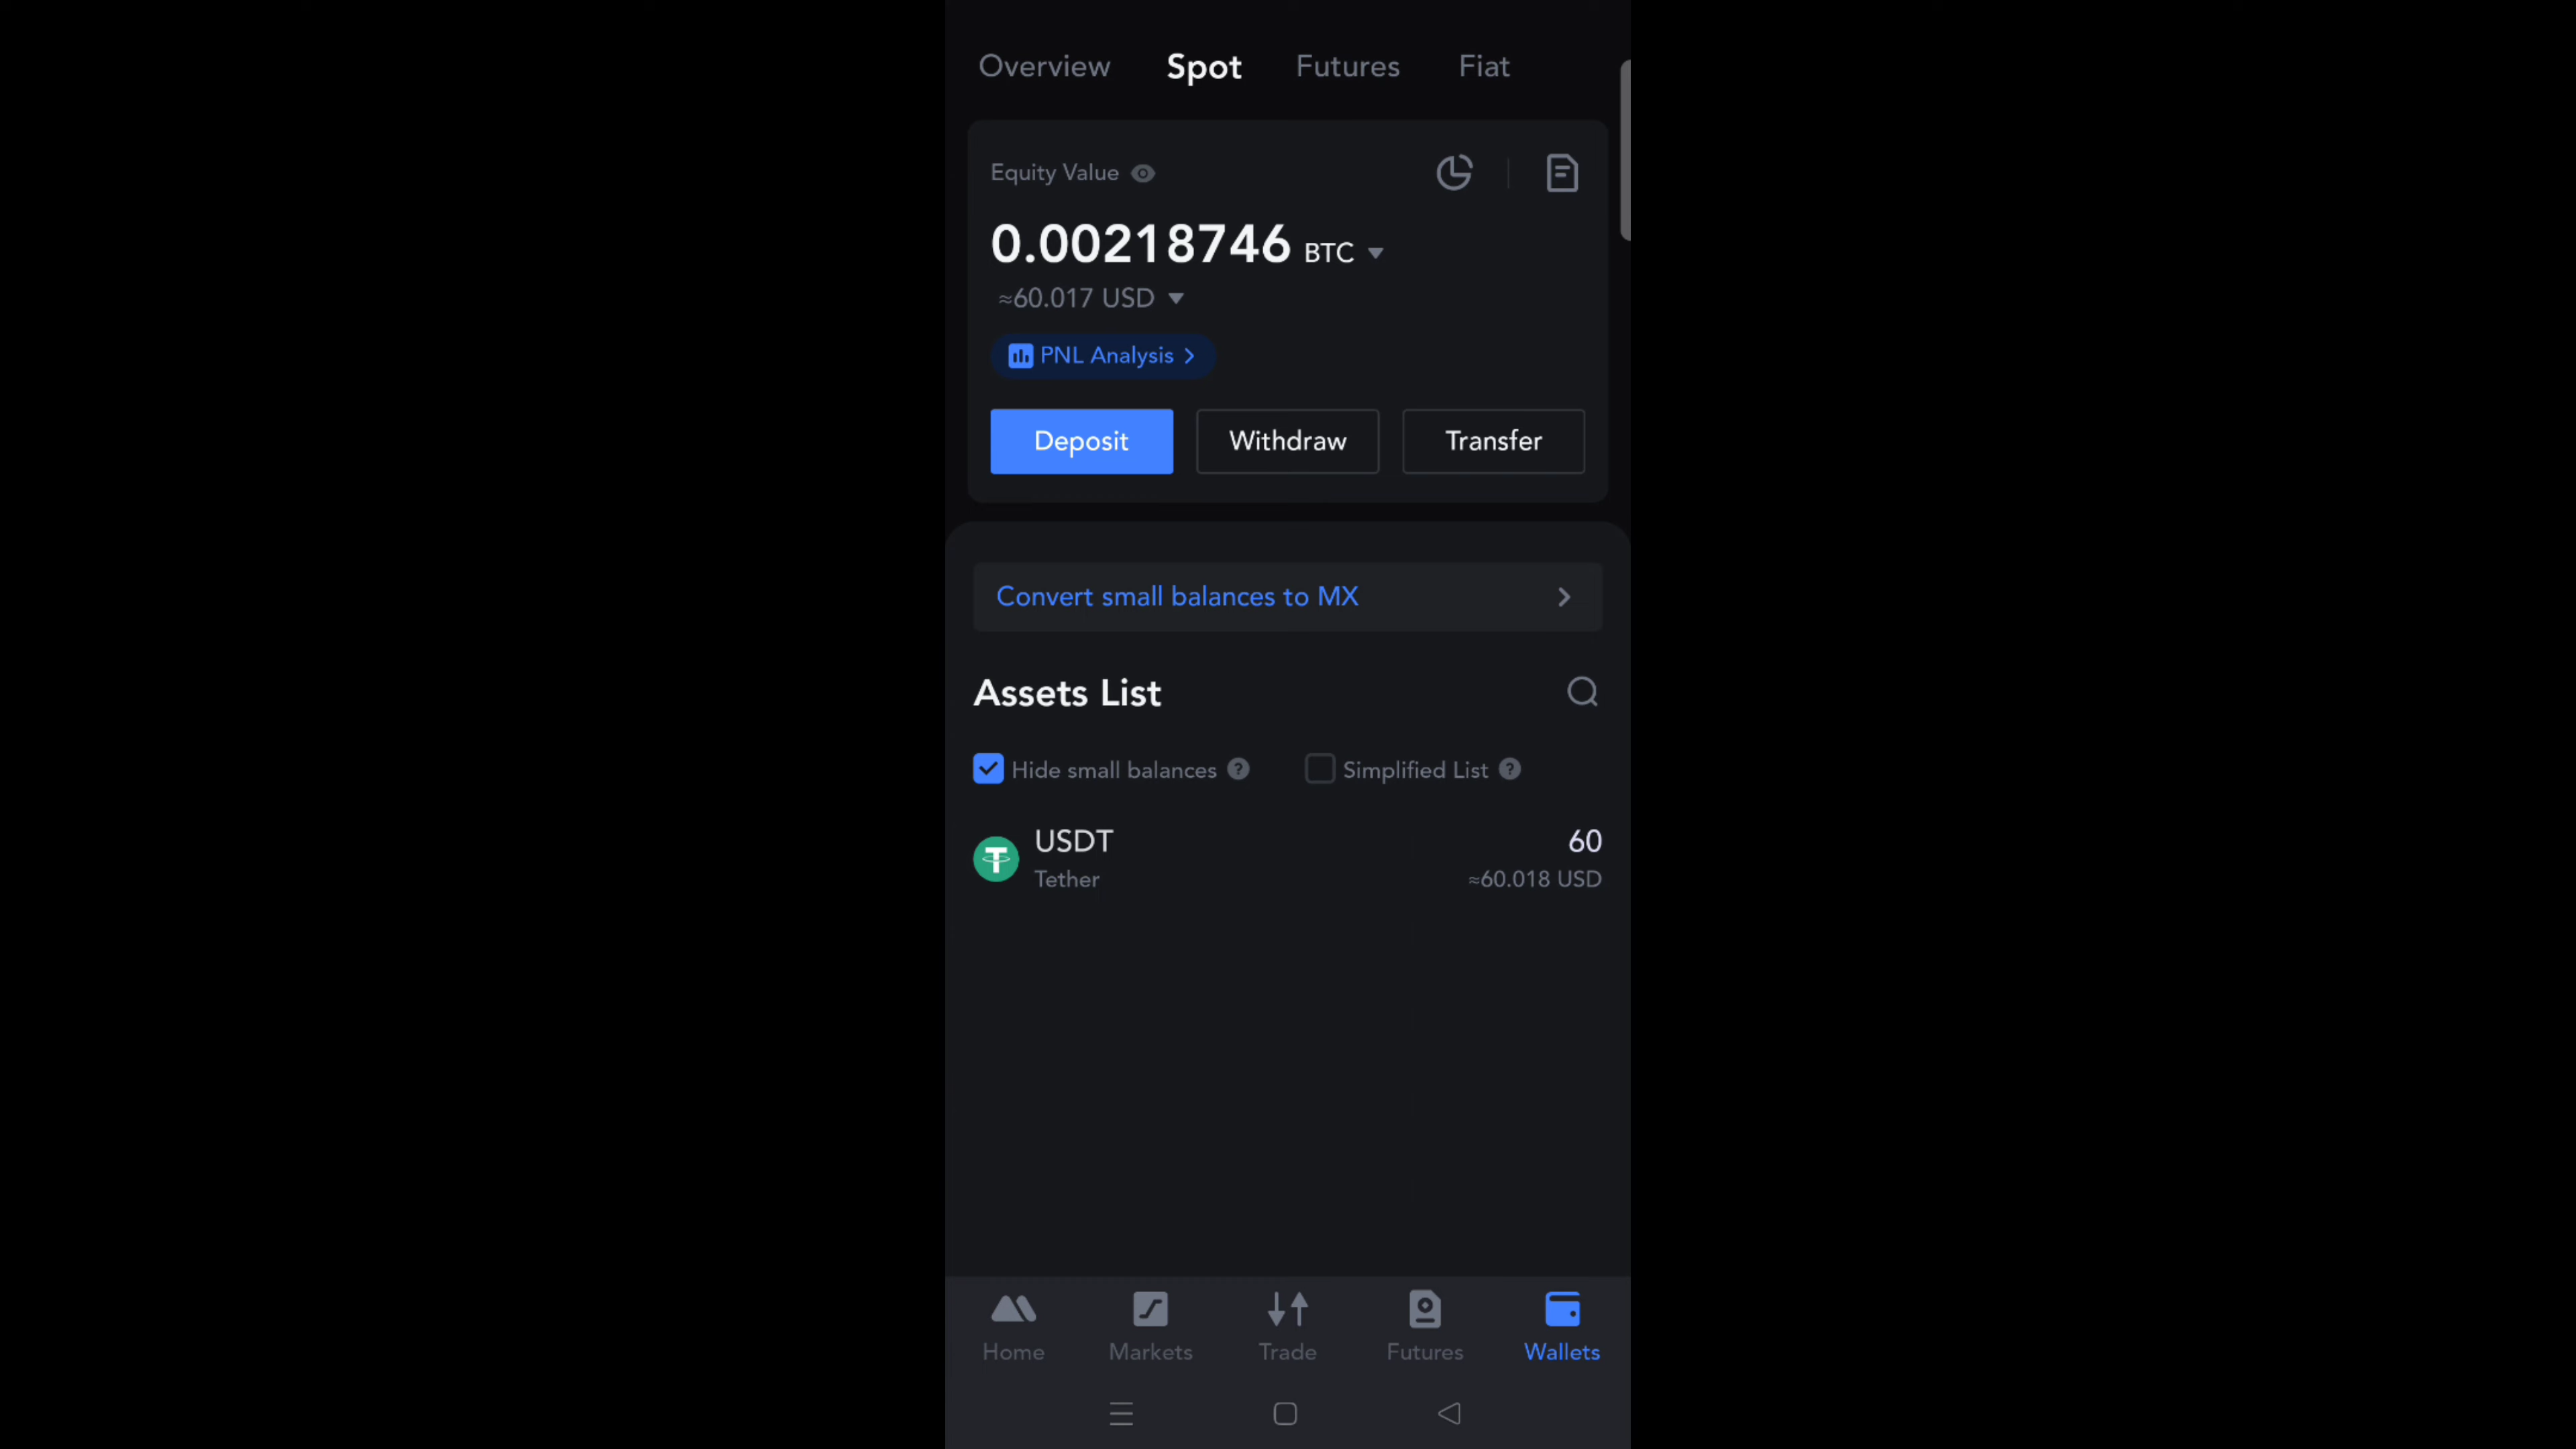 Overview Spot Futures Fiat
Equity Value
0.00218746 BTC
≈60.017 USD
PNL Analysis
Deposit Withdraw Transfer
Convert small balances to MX
Assets List
Hide small balances ? Simplified List ?
USDT 60
Tether ≈60.018 USD
Home Markets Trade Futures Wallets